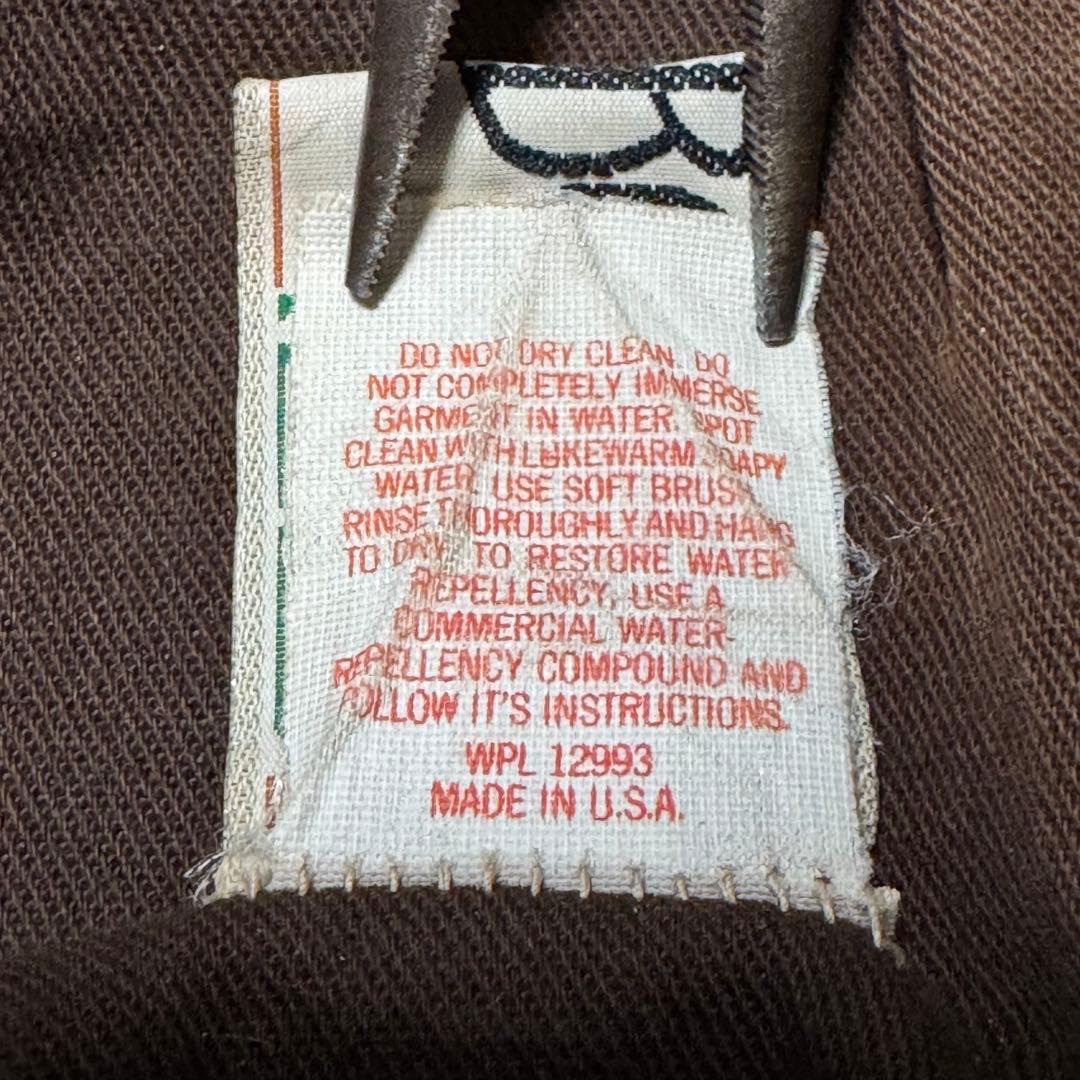 DO NOT DRY CLEAN. DO
NOT COMPLETELY IMMERSE
GARMENT IN WATER. SPOT
CLEAN WITH LUKEWARM SOAPY
WATER. USE SOFT BRUSH.
RINSE THOROUGHLY AND HANG
TO DRY. TO RESTORE WATER
REPELLENCY, USE A
COMMERCIAL WATER-
REPELLENCY COMPOUND AND
FOLLOW IT'S INSTRUCTIONS.
WPL 12993
MADE IN U.S.A.